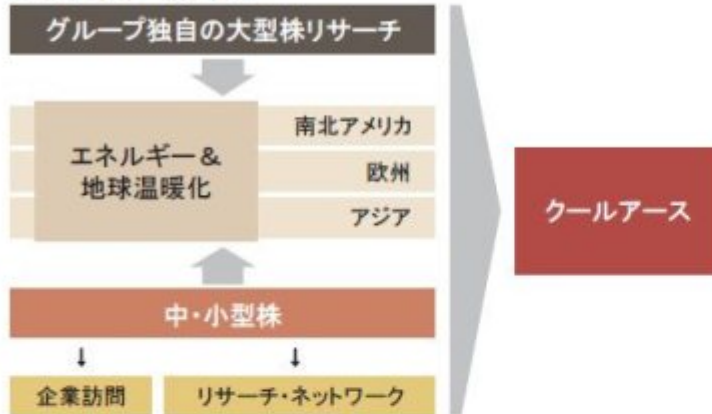 グループ独自の大型株リサーチ
エネルギー＆
地球温暖化
南北アメリカ
欧州
アジア
クールアース
中・小型株
↓ ↓
企業訪問 リサーチ・ネットワーク